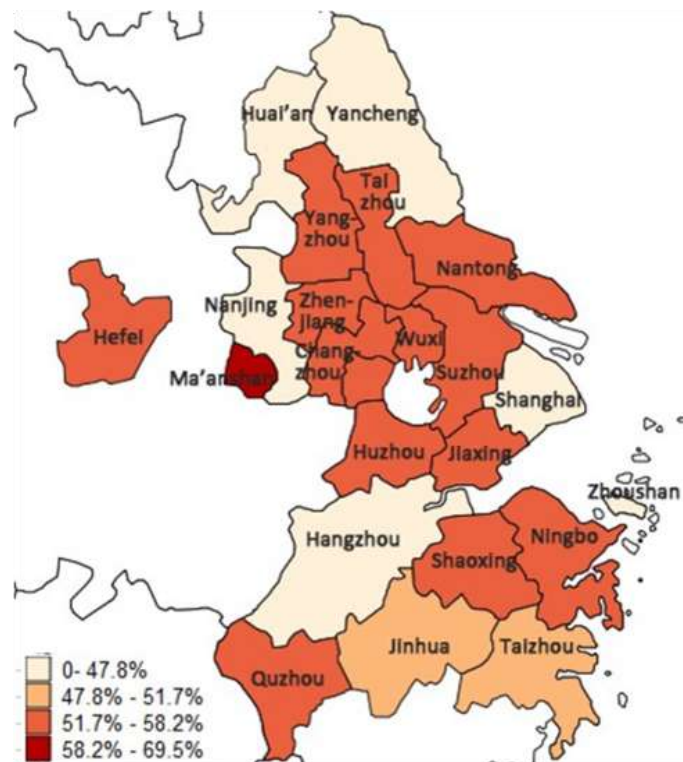 Huai'an
Yancheng
Tai
zhou
Yang-
zhou
Nantong
Nanjing
Zhen-
jiang
Hefei
Wuxi
Chang-
zhou
Suzhou
Ma'anshan
Shanghai
Huzhou
Jiaxing
Zhoushan
Hangzhou
Ningbo
Shaoxing
Jinhua
Taizhou
Quzhou
0- 47.8%
47.8% - 51.7%
51.7% - 58.2%
58.2% - 69.5%